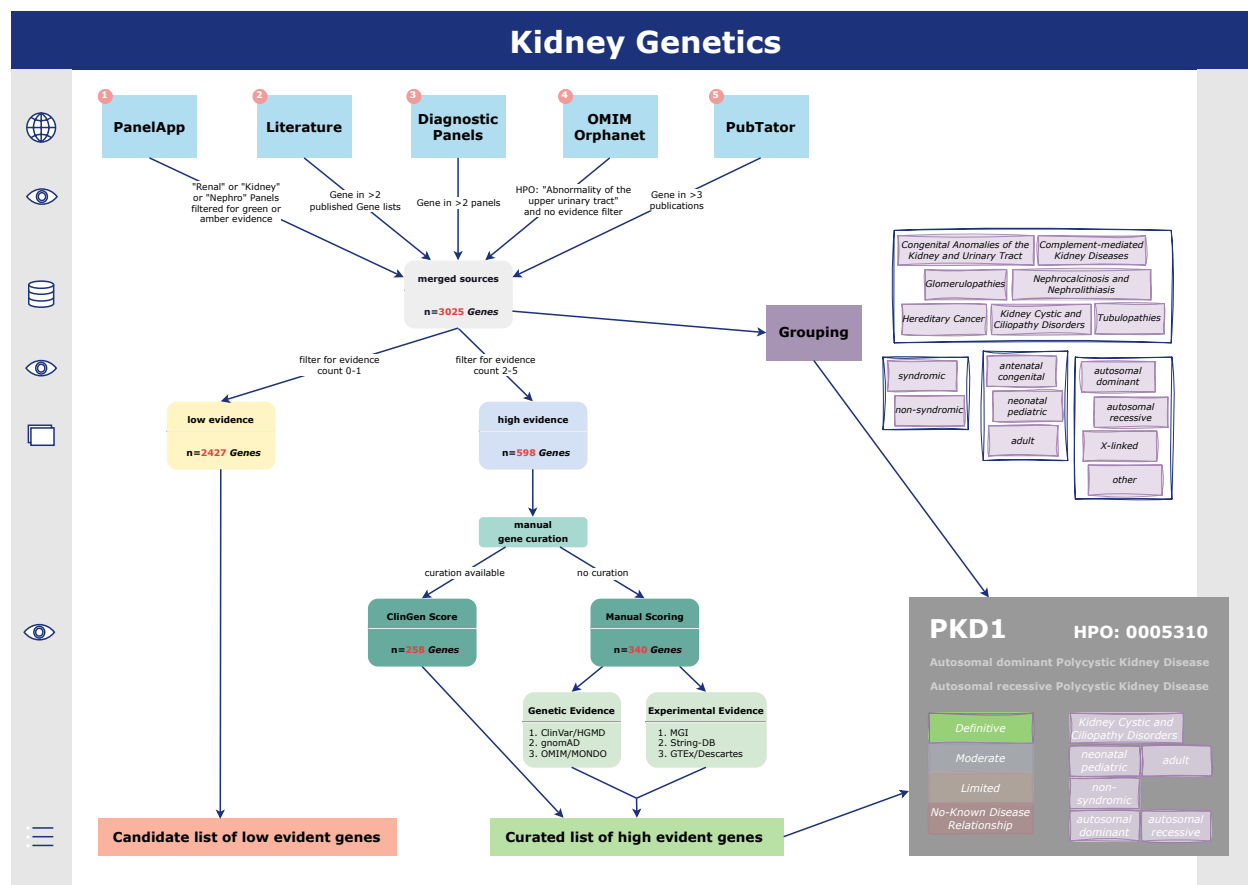 Kidney Genetics
1
PanelApp
2
Literature
3
Diagnostic
Panels
4
OMIM
Orphanet
5
PubTator
"Renal" or "Kidney"
or "Nephro" Panels
filtered for green or
amber evidence
Gene in >2
published Gene lists
Gene in >2 panels
HPO: "Abnormality of the
upper urinary tract"
and no evidence filter
Gene in >3
publications
merged sources
n=3025 Genes
Grouping
Congenital Anomalies of the
Kidney and Urinary Tract
Complement-mediated
Kidney Diseases
Glomerulopathies
Nephrocalcinosis and
Nephrolithiasis
Hereditary Cancer
Kidney Cystic and
Ciliopathy Disorders
Tubulopathies
syndromic
non-syndromic
antenatal
congenital
neonatal
pediatric
adult
autosomal
dominant
autosomal
recessive
X-linked
other
filter for evidence
count 0-1
filter for evidence
count 2-5
low evidence
n=2427 Genes
high evidence
n=598 Genes
manual
gene curation
curation available
no curation
ClinGen Score
n=258 Genes
Manual Scoring
n=340 Genes
Genetic Evidence
1. ClinVar/HGMD
2. gnomAD
3. OMIM/MONDO
Experimental Evidence
1. MGI
2. String-DB
3. GTEx/Descartes
Candidate list of low evident genes
Curated list of high evident genes
PKD1
HPO: 0005310
Autosomal dominant Polycystic Kidney Disease
Autosomal recessive Polycystic Kidney Disease
Definitive
Moderate
Limited
No-Known Disease
Relationship
Kidney Cystic and
Ciliopathy Disorders
neonatal
pediatric
adult
non-
syndromic
autosomal
dominant
autosomal
recessive